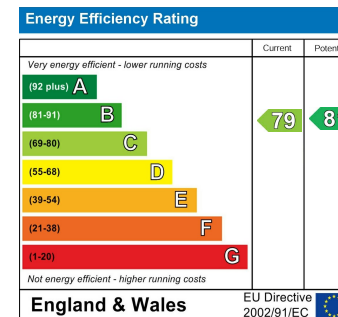 Energy Efficiency Rating
Current
Very energy efficient - lower running costs
(92 plus) A
(81-91) B
79
8
(69-80) C
(55-68) D
(39-54) E
(21-38) F
(1-20) G
Not energy efficient - higher running costs
England & Wales
EU Directive
2002/91/EC